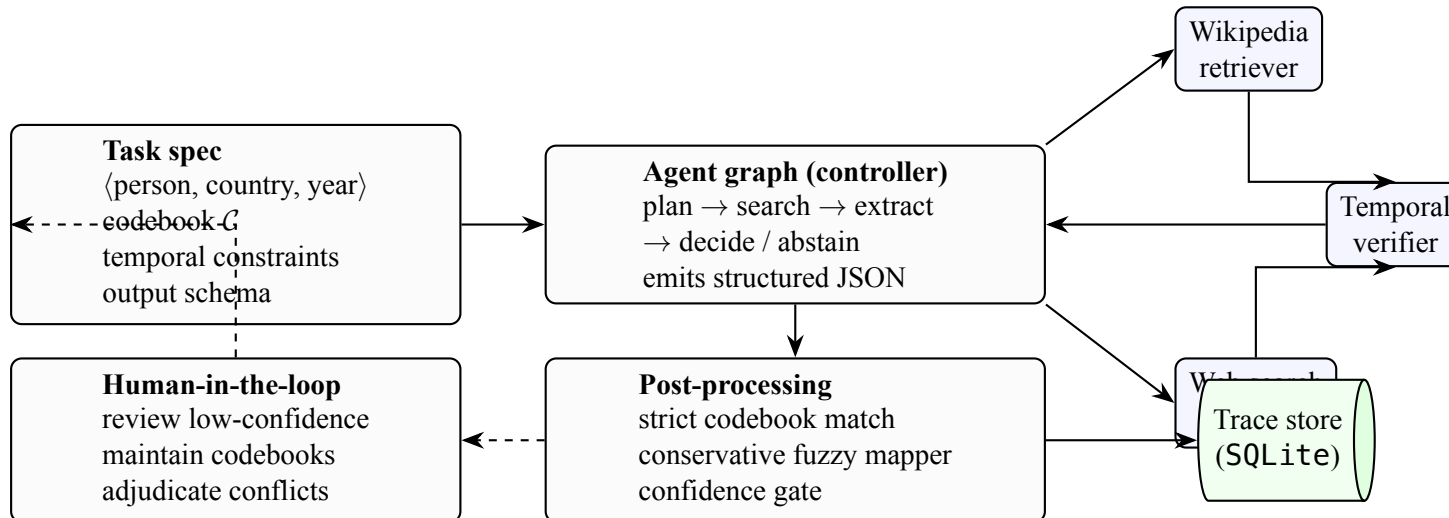 Wikipedia
retriever
Task spec
⟨person, country, year⟩
codebook 𝒞
temporal constraints
output schema
Agent graph (controller)
plan → search → extract
→ decide / abstain
emits structured JSON
Temporal
verifier
Human-in-the-loop
review low-confidence
maintain codebooks
adjudicate conflicts
Post-processing
strict codebook match
conservative fuzzy mapper
confidence gate
Trace store
(SQLite)